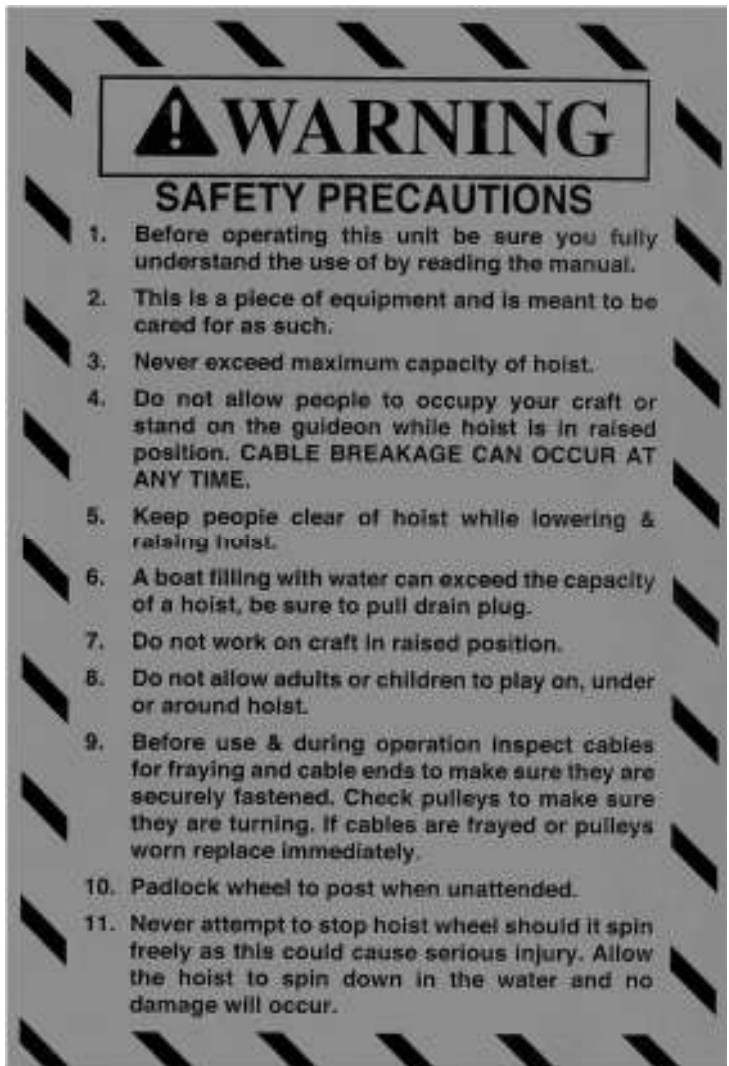 WARNING
SAFETY PRECAUTIONS
1. Before operating this unit be sure you fully
understand the use of by reading the manual.
2. This is a piece of equipment and is meant to be
cared for as such.
3. Never exceed maximum capacity of hoist.
4. Do not allow people to occupy your craft or
stand on the guideon while hoist is in raised
position. CABLE BREAKAGE CAN OCCUR AT
ANY TIME.
5. Keep people clear of hoist while lowering &
raising hoist.
6. A boat filling with water can exceed the capacity
of a hoist, be sure to pull drain plug.
7. Do not work on craft in raised position.
8. Do not allow adults or children to play on, under
or around hoist.
9. Before use & during operation inspect cables
for fraying and cable ends to make sure they are
securely fastened. Check pulleys to make sure
they are turning. If cables are frayed or pulleys
worn replace immediately.
10. Padlock wheel to post when unattended.
11. Never attempt to stop hoist wheel should it spin
freely as this could cause serious injury. Allow
the hoist to spin down in the water and no
damage will occur.